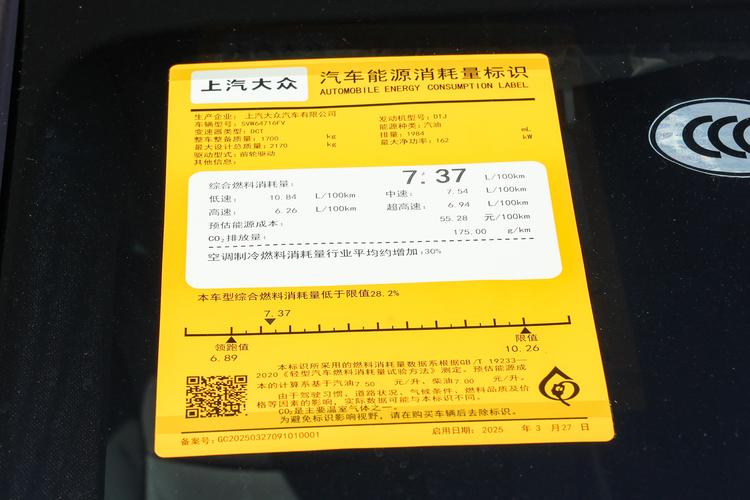 上汽大众
汽车能源消耗量标识
AUTOMOBILE ENERGY CONSUMPTION LABEL
生产企业: 上汽大众汽车有限公司
车辆型号: SVW64716FV 发动机型号: DTJ
变速器类型: DCT 能源种类: 汽油
整车整备质量: 1700 kg 排量: 1984 mL
最大设计总质量: 2170 kg 最大净功率: 162 kW
驱动型式: 前轮驱动
其他信息:
综合燃料消耗量: 7.37 L/100km
低速: 10.84 L/100km 中速: 7.54 L/100km
高速: 6.26 L/100km 超高速: 6.94 L/100km
预估能源成本: 55.28 元/100km
CO₂排放量: 175.00 g/km
空调制冷燃料消耗量行业平均约增加:30%
本车型综合燃料消耗量低于限值28.2%
7.37
领跑值 限值
6.89 10.26
本标识所采用的燃料消耗量数据系根据GB/T 19233—
2020《轻型汽车燃料消耗量试验方法》测定。预估能源成
本的计算系基于汽油7.50 元/升、柴油7.00 元/升。
由于驾驶习惯、道路状况、气候条件、燃料品质及价
格等因素的影响，实际数据可能与本标识不同。
CO₂是主要温室气体之一。
为避免标识影响视野，请在购买车辆后去除标识。
备案号: GC20250327091010001 启用日期: 2025 年 3 月 27 日
CCC